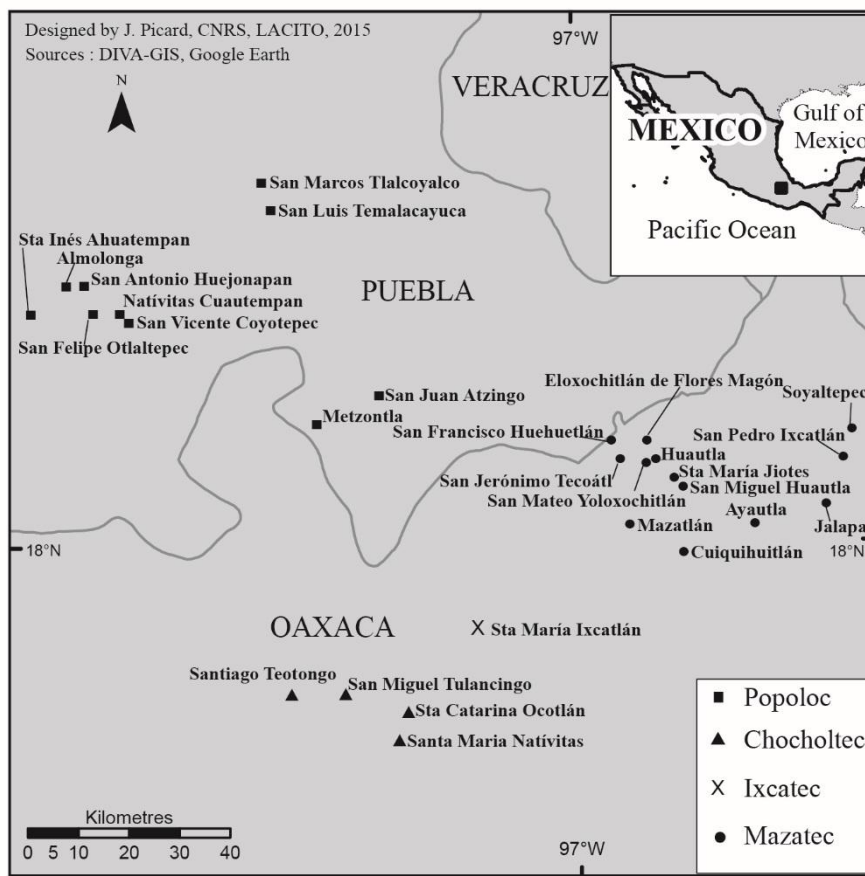 Designed by J. Picard, CNRS, LACITO, 2015
Sources : DIVA-GIS, Google Earth
97°W
N
VERACRUZ
MEXICO
Gulf of
Mexico
Pacific Ocean
San Marcos Tlalcoyalco
San Luis Temalacayuca
Sta Inés Ahuatempan
Almolonga
San Antonio Huejonapan
Natívitas Cuautempan
San Vicente Coyotepec
San Felipe Otlaltepec
PUEBLA
San Juan Atzingo
Metzontla
Eloxochitlán de Flores Magón
Soyaltepec
San Francisco Huehuetlán
San Pedro Ixcatlán
Huautla
San Jerónimo Tecoátl
Sta María Jiotes
San Miguel Huautla
San Mateo Yoloxochitlán
Ayautla
Mazatlán
Jalapa
18°N
18°N
Cuiquihuitlán
OAXACA
Sta María Ixcatlán
Santiago Teotongo
San Miguel Tulancingo
Sta Catarina Ocotlán
Santa Maria Natívitas
Popoloc
Chocholtec
Ixcatec
Mazatec
Kilometres
0 5 10 20 30 40
97°W